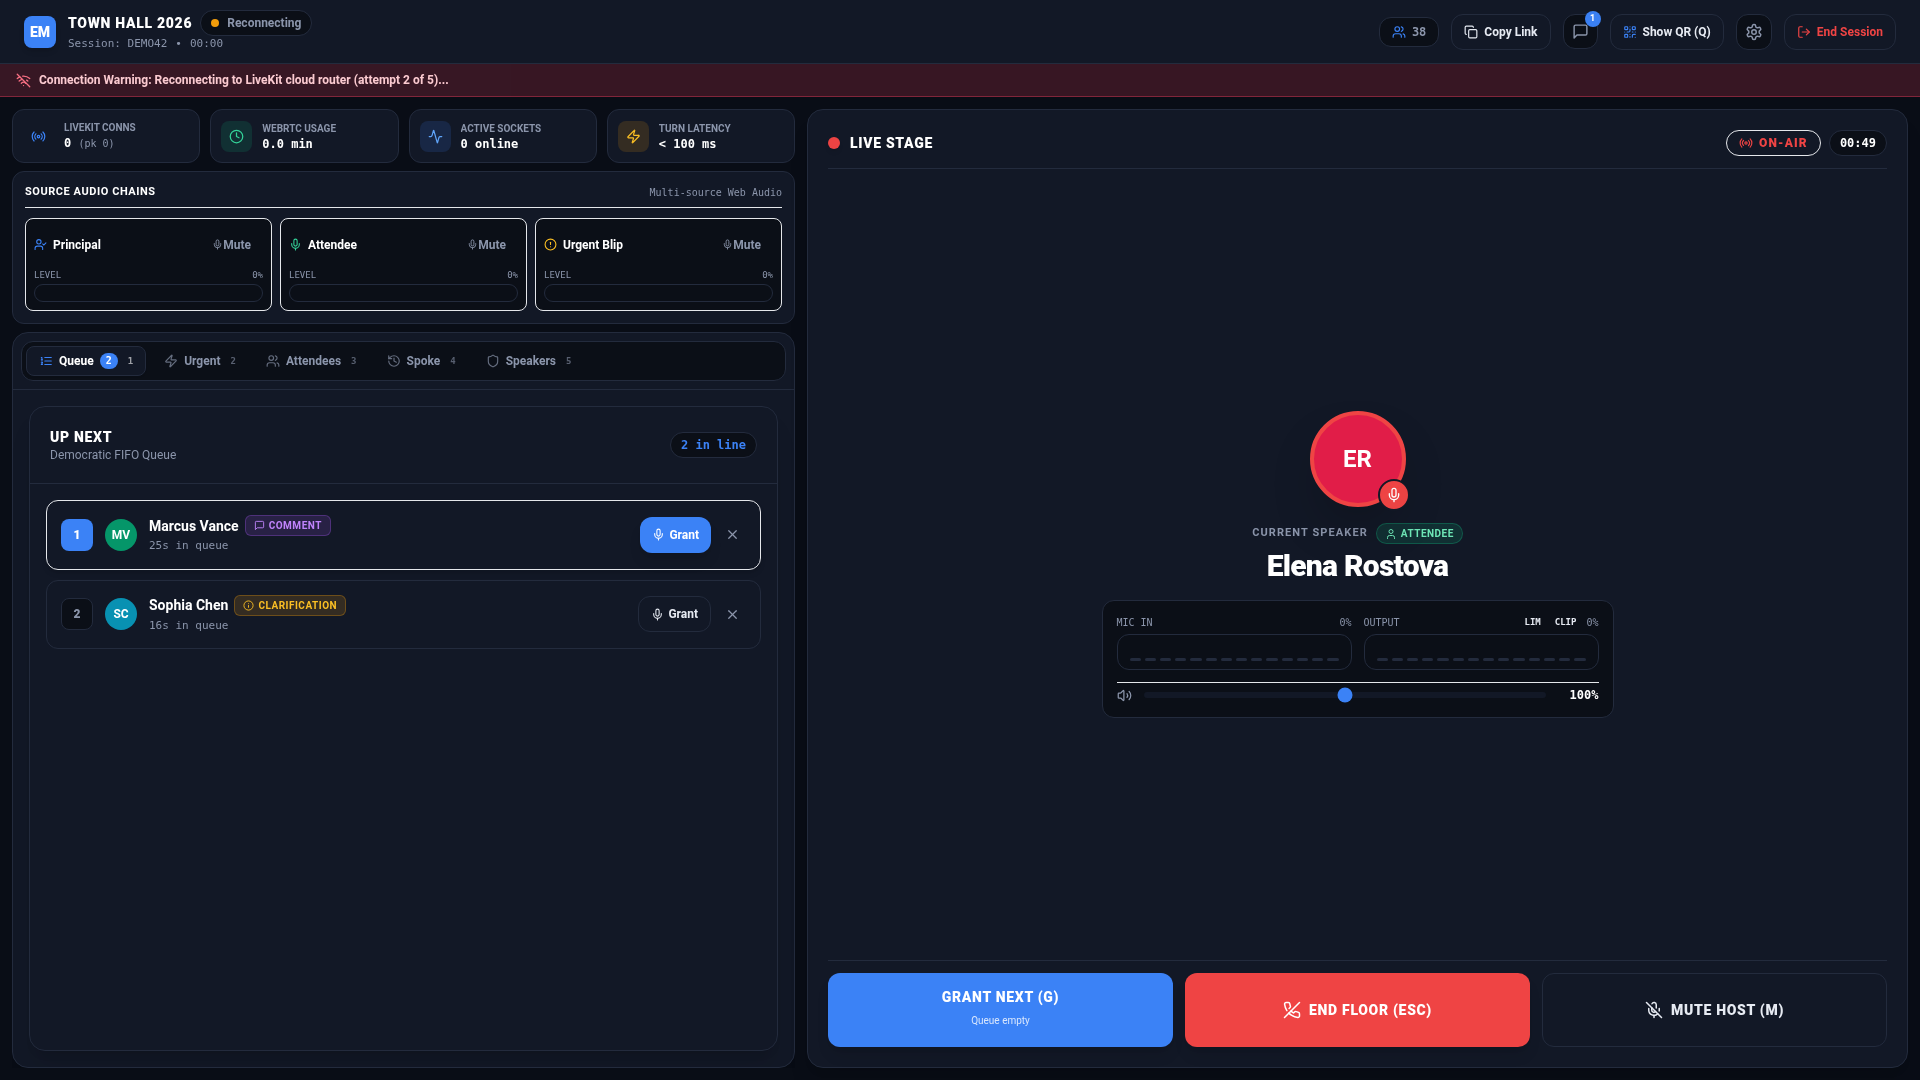 EM
TOWN HALL 2026
Reconnecting
Session: DEMO42 • 00:00
38
Copy Link
1
Show QR (Q)
End Session
Connection Warning: Reconnecting to LiveKit cloud router (attempt 2 of 5)...
LIVEKIT CONNS
0 (pk 0)
WEBRTC USAGE
0.0 min
ACTIVE SOCKETS
0 online
TURN LATENCY
< 100 ms
SOURCE AUDIO CHAINS
Multi-source Web Audio
Principal
Mute
LEVEL
0%
Attendee
Mute
LEVEL
0%
Urgent Blip
Mute
LEVEL
0%
Queue 2 1
Urgent 2
Attendees 3
Spoke 4
Speakers 5
UP NEXT
Democratic FIFO Queue
2 in line
1
MV
Marcus Vance
COMMENT
25s in queue
Grant
2
SC
Sophia Chen
CLARIFICATION
16s in queue
Grant
LIVE STAGE
ON-AIR
00:49
ER
CURRENT SPEAKER
ATTENDEE
Elena Rostova
MIC IN
0%
OUTPUT
LIM
CLIP
0%
100%
GRANT NEXT (G)
Queue empty
END FLOOR (ESC)
MUTE HOST (M)